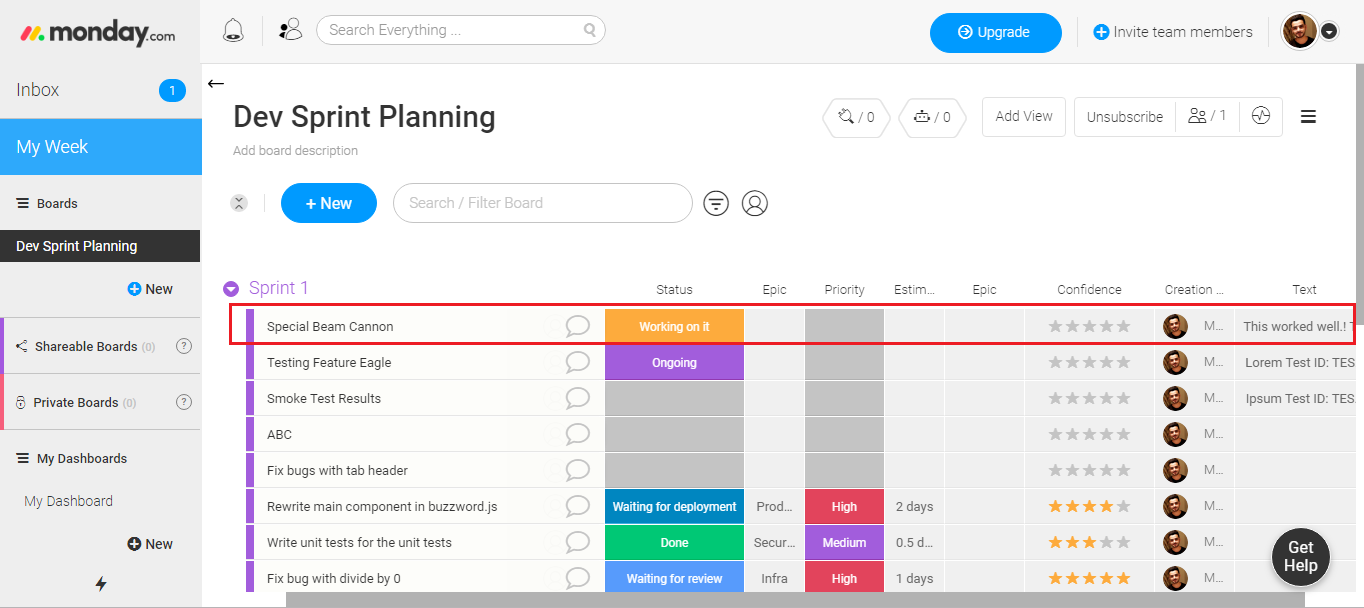 monday.com
Search Everything ...
Upgrade
Invite team members
Inbox
1
My Week
Boards
Dev Sprint Planning
New
Shareable Boards (0) ?
Private Boards (0) ?
My Dashboards
My Dashboard
New
Dev Sprint Planning
/ 0
/ 0
Add View
Unsubscribe
/ 1
Add board description
+ New
Search / Filter Board
Sprint 1 Status Epic Priority Estim... Epic Confidence Creation ... Text
Special Beam Cannon Working on it M... This worked well.! T
Testing Feature Eagle Ongoing M... Lorem Test ID: TES
Smoke Test Results M... Ipsum Test ID: TES
ABC M...
Fix bugs with tab header M...
Rewrite main component in buzzword.js Waiting for deployment Prod... High 2 days M...
Write unit tests for the unit tests Done Secur... Medium 0.5 d... M...
Fix bug with divide by 0 Waiting for review Infra High 1 days M...
Get
Help